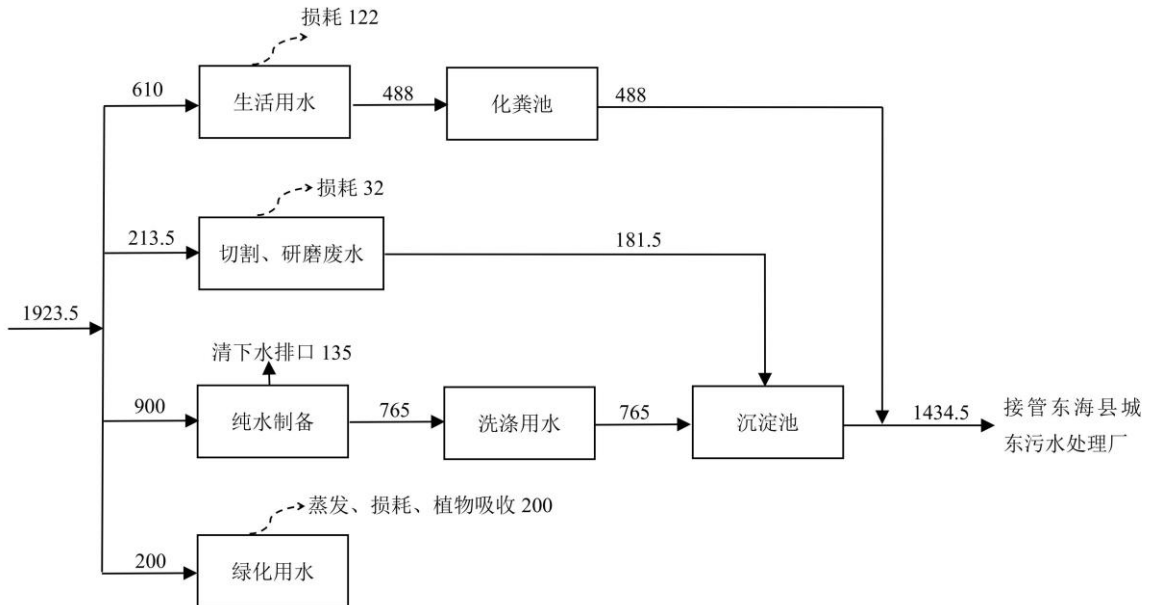 损耗 122
610
生活用水
488
化粪池
488
损耗 32
213.5
切割、研磨废水
181.5
1923.5
清下水排口 135
900
纯水制备
765
洗涤用水
765
沉淀池
1434.5
接管东海县城
东污水处理厂
蒸发、损耗、植物吸收 200
200
绿化用水